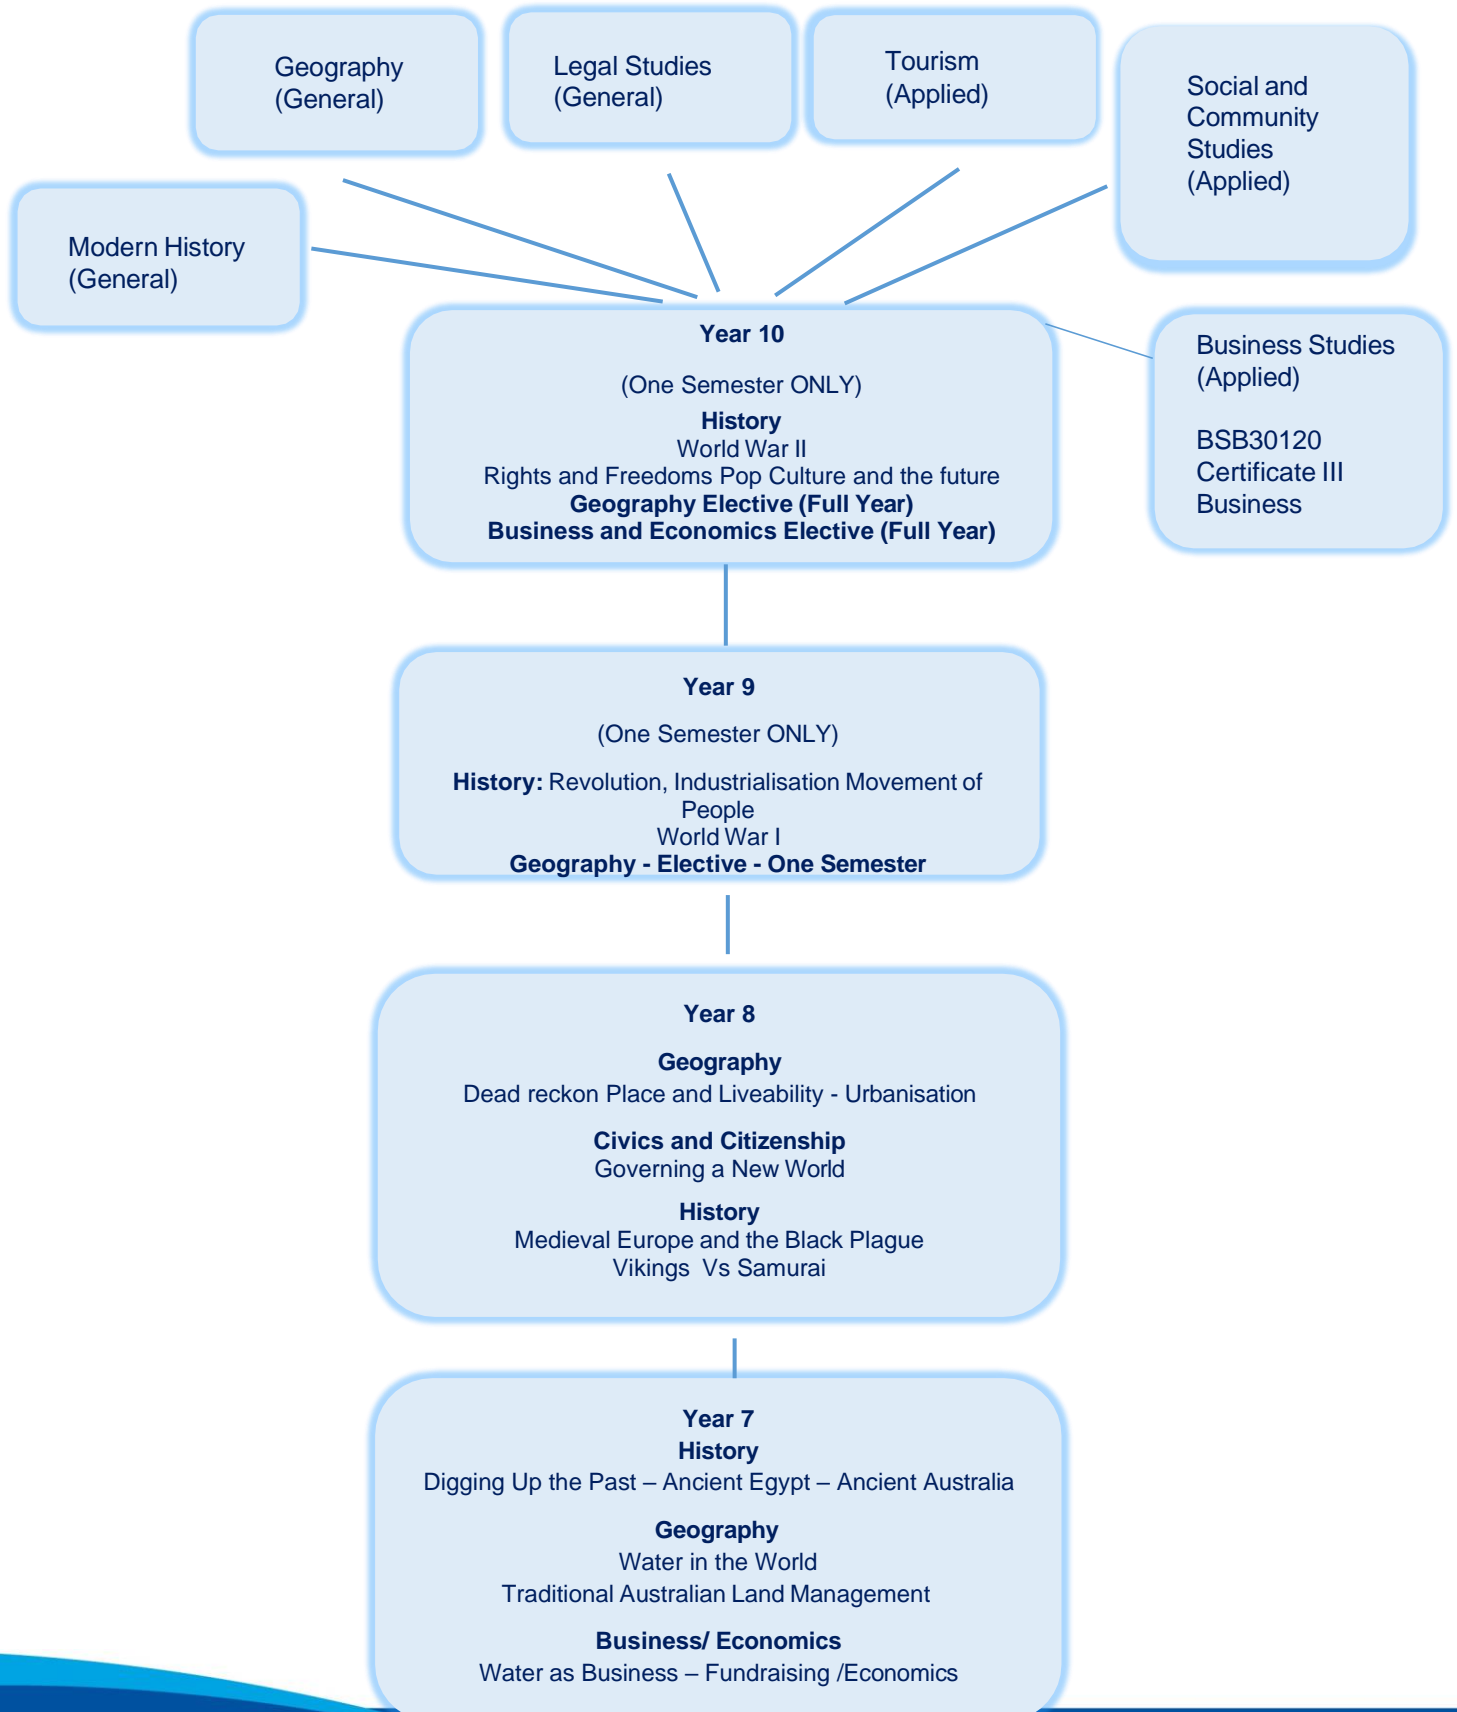 Geography
(General)
Legal Studies
(General)
Tourism
(Applied)
Social and
Community
Studies
(Applied)
Modern History
(General)
Year 10
(One Semester ONLY)
History
World War II
Rights and Freedoms Pop Culture and the future
Geography Elective (Full Year)
Business and Economics Elective (Full Year)
Business Studies
(Applied)
BSB30120
Certificate III
Business
Year 9
(One Semester ONLY)
History: Revolution, Industrialisation Movement of
People
World War I
Geography - Elective - One Semester
Year 8
Geography
Dead reckon Place and Liveability - Urbanisation
Civics and Citizenship
Governing a New World
History
Medieval Europe and the Black Plague
Vikings Vs Samurai
Year 7
History
Digging Up the Past – Ancient Egypt – Ancient Australia
Geography
Water in the World
Traditional Australian Land Management
Business/ Economics
Water as Business – Fundraising /Economics